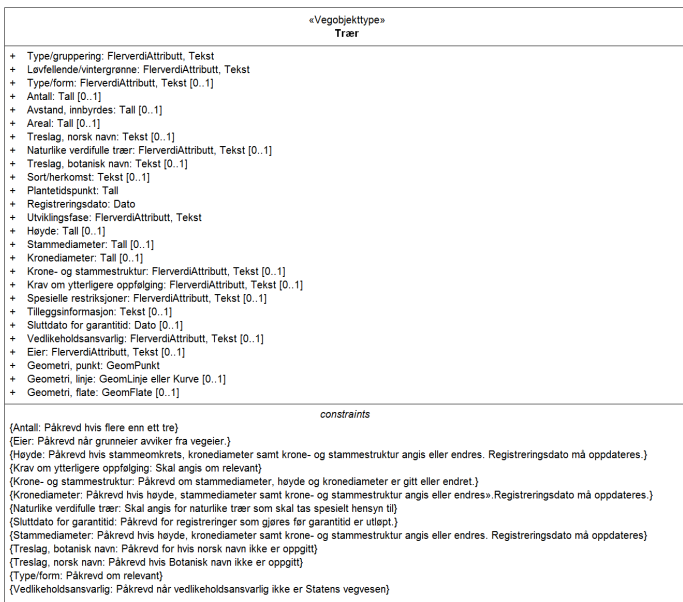 «Vegobjekttype»
Trær
+ Type/gruppering: FlerverdiAttributt, Tekst
+ Løvfellende/vintergrønne: FlerverdiAttributt, Tekst
+ Type/form: FlerverdiAttributt, Tekst [0..1]
+ Antall: Tall [0..1]
+ Avstand, innbyrdes: Tall [0..1]
+ Areal: Tall [0..1]
+ Treslag, norsk navn: Tekst [0..1]
+ Naturlike verdifulle trær: FlerverdiAttributt, Tekst [0..1]
+ Treslag, botanisk navn: Tekst [0..1]
+ Sort/herkomst: Tekst [0..1]
+ Plantetidspunkt: Tall
+ Registreringsdato: Dato
+ Utviklingsfase: FlerverdiAttributt, Tekst
+ Høyde: Tall [0..1]
+ Stammediameter: Tall [0..1]
+ Kronediameter: Tall [0..1]
+ Krone- og stammestruktur: FlerverdiAttributt, Tekst [0..1]
+ Krav om ytterligere oppfølging: FlerverdiAttributt, Tekst [0..1]
+ Spesielle restriksjoner: FlerverdiAttributt, Tekst [0..1]
+ Tilleggsinformasjon: Tekst [0..1]
+ Sluttdato for garantitid: Dato [0..1]
+ Vedlikeholdsansvarlig: FlerverdiAttributt, Tekst [0..1]
+ Eier: FlerverdiAttributt, Tekst [0..1]
+ Geometri, punkt: GeomPunkt
+ Geometri, linje: GeomLinje eller Kurve [0..1]
+ Geometri, flate: GeomFlate [0..1]
constraints
{Antall: Påkrevd hvis flere enn ett tre}
{Eier: Påkrevd når grunneier avviker fra vegeier.}
{Høyde: Påkrevd hvis stammeomkrets, kronediameter samt krone- og stammestruktur angis eller endres. Registreringsdato må oppdateres.}
{Krav om ytterligere oppfølging: Skal angis om relevant}
{Krone- og stammestruktur: Påkrevd om stammediameter, høyde og kronediameter er gitt eller endret.}
{Kronediameter: Påkrevd hvis høyde, stammediameter samt krone- og stammestruktur angis eller endres».Registreringsdato må oppdateres.}
{Naturlike verdifulle trær: Skal angis for naturlike trær som skal tas spesielt hensyn til}
{Sluttdato for garantitid: Påkrevd for registreringer som gjøres før garantid er utløpt.}
{Stammediameter: Påkrevd hvis høyde, kronediameter samt krone- og stammestruktur angis eller endres. Registreringsdato må oppdateres}
{Treslag, botanisk navn: Påkrevd for hvis norsk navn ikke er oppgitt}
{Treslag, norsk navn: Påkrevd hvis Botanisk navn ikke er oppgitt}
{Type/form: Påkrevd om relevant}
{Vedlikeholdsansvarlig: Påkrevd når vedlikeholdsansvarlig ikke er Statens vegvesen}